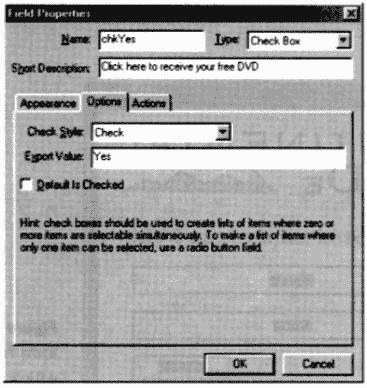 Field Properties
Name: chkYes Type: Check Box
Short Description: Click here to receive your free DVD
Appearance Options Actions
Check Style: Check
Export Value: Yes
Default Is Checked
Hint: check boxes should be used to create lists of items where zero or
more items are selectable simultaneously. To make a list of items where
only one item can be selected, use a radio button field.
OK Cancel